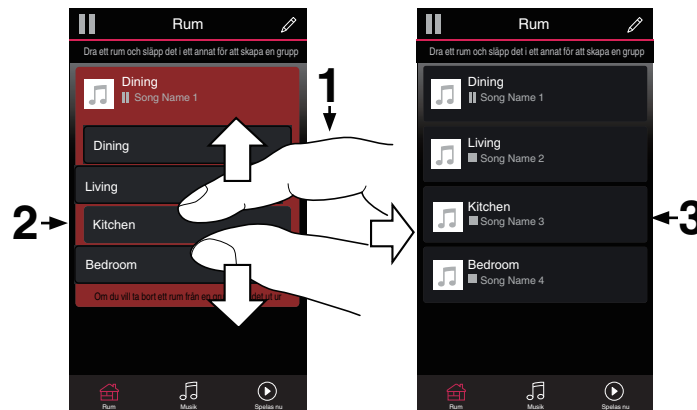 Rum
Dra ett rum och släpp det i ett annat för att skapa en grupp
Dining
Song Name 1
Dining
Living
Kitchen
Bedroom
Om du vill ta bort ett rum från en det ut ur
Rum
Musik
Spelas nu
1
2
Rum
Dra ett rum och släpp det i ett annat för att skapa en grupp
Dining
Song Name 1
Living
Song Name 2
Kitchen
Song Name 3
Bedroom
Song Name 4
Rum
Musik
Spelas nu
3